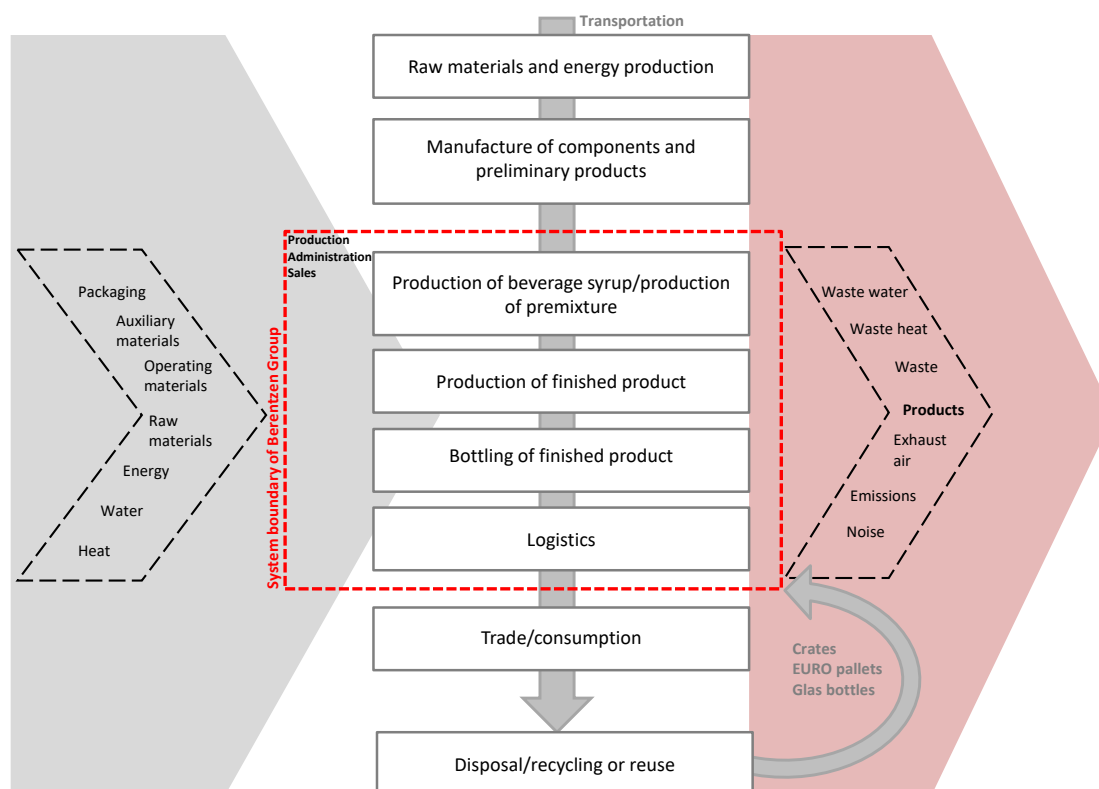 Transportation
Raw materials and energy production
Manufacture of components and
preliminary products
Production
Administration
Sales
System boundary of Berentzen Group
Production of beverage syrup/production
of premixture
Production of finished product
Bottling of finished product
Logistics
Trade/consumption
Disposal/recycling or reuse
Packaging
Auxiliary
materials
Operating
materials
Raw
materials
Energy
Water
Heat
Waste water
Waste heat
Waste
Products
Exhaust
air
Emissions
Noise
Crates
EURO pallets
Glas bottles